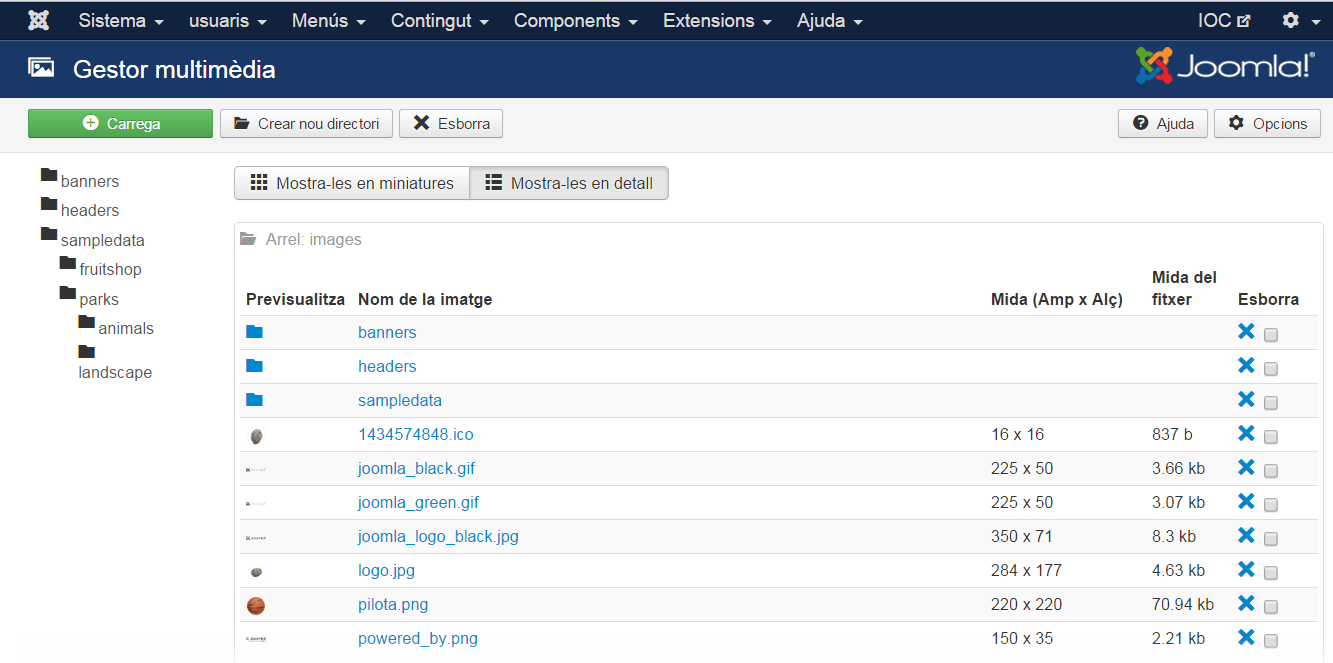 Sistema usuaris Menús Contingut Components Extensions Ajuda IOC
Gestor multimèdia Joomla!®
Carrega Crear nou directori Esborra Ajuda Opcions
banners
headers
sampledata
fruitshop
parks
animals
landscape
Mostra-les en miniatures Mostra-les en detall
Arrel: images
Previsualitza Nom de la imatge Mida (Amp x Alç) Mida del fitxer Esborra
banners
headers
sampledata
1434574848.ico 16 x 16 837 b
joomla_black.gif 225 x 50 3.66 kb
joomla_green.gif 225 x 50 3.07 kb
joomla_logo_black.jpg 350 x 71 8.3 kb
logo.jpg 284 x 177 4.63 kb
pilota.png 220 x 220 70.94 kb
powered_by.png 150 x 35 2.21 kb